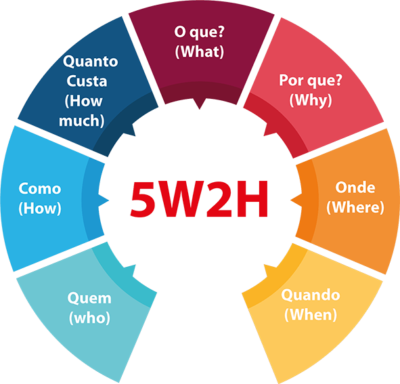 O que?
(What)
Por que?
(Why)
Onde
(Where)
Quando
(When)
Quem
(who)
Como
(How)
Quanto
Custa
(How
much)
5W2H